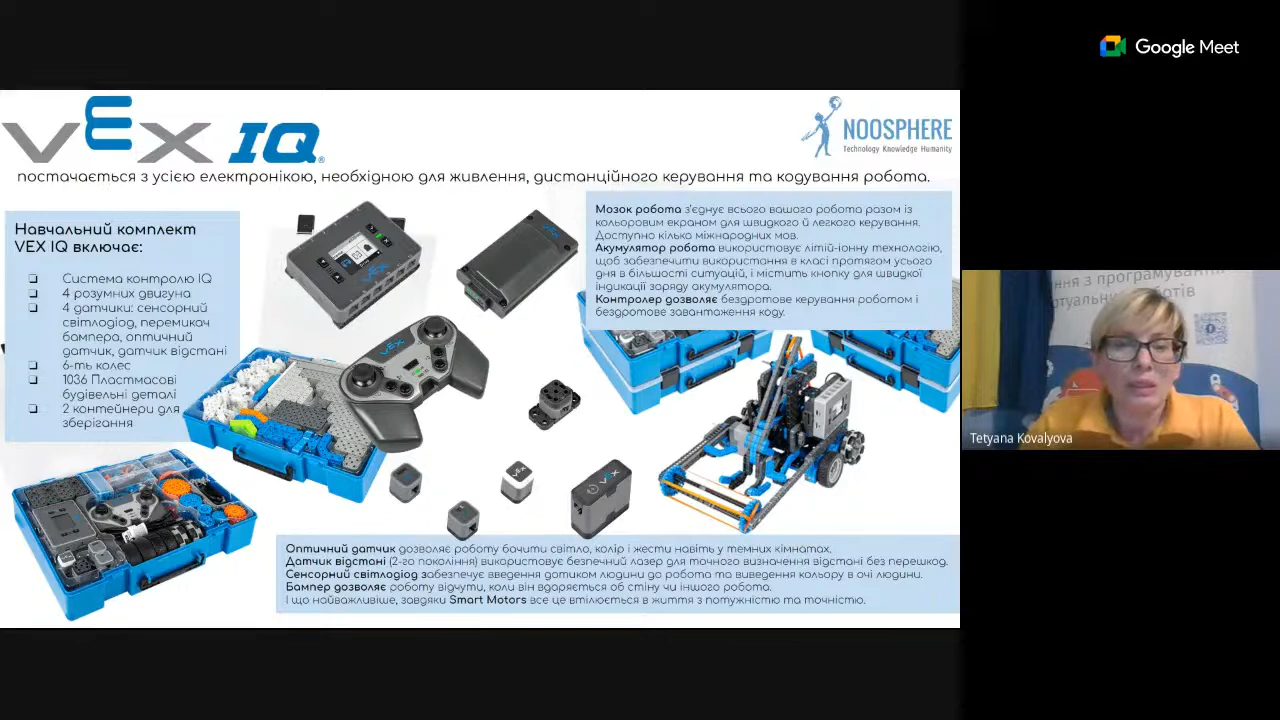 Google Meet
VEX IQ®
NOOSPHERE
Technology Knowledge Humanity
постачається з усією електронікою, необхідною для живлення, дистанційного керування та кодування робота.
Навчальний комплект
VEX IQ включає:
❏ Система контролю IQ
❏ 4 розумних двигуна
❏ 4 датчики: сенсорний
світлодіод, перемикач
бампера, оптичний
датчик, датчик відстані
❏ 6-ть колес
❏ 1036 Пластмасові
будівельні деталі
❏ 2 контейнери для
зберігання
Мозок робота з’єднує всього вашого робота разом із
кольоровим екраном для швидкого й легкого керування.
Доступно кілька міжнародних мов.
Акумулятор робота використовує літій-іонну технологію,
щоб забезпечити використання в класі протягом усього
дня в більшості ситуацій, і містить кнопку для швидкої
індикації заряду акумулятора.
Контролер дозволяє бездротове керування роботом і
бездротове завантаження коду.
VEX
VEX
VEX
VEX
Оптичний датчик дозволяє роботу бачити світло, колір і жести навіть у темних кімнатах.
Датчик відстані (2-го покоління) використовує безпечний лазер для точного визначення відстані без перешкод.
Сенсорний світлодіод забезпечує введення дотиком людини до робота та виведення кольору в очі людини.
Бампер дозволяє роботу відчути, коли він вдаряється об стіну чи іншого робота.
І що найважливіше, завдяки Smart Motors все це втілюється в життя з потужністю та точністю.
ння з програмування
ртуальних роботів
Tetyana Kovalyova